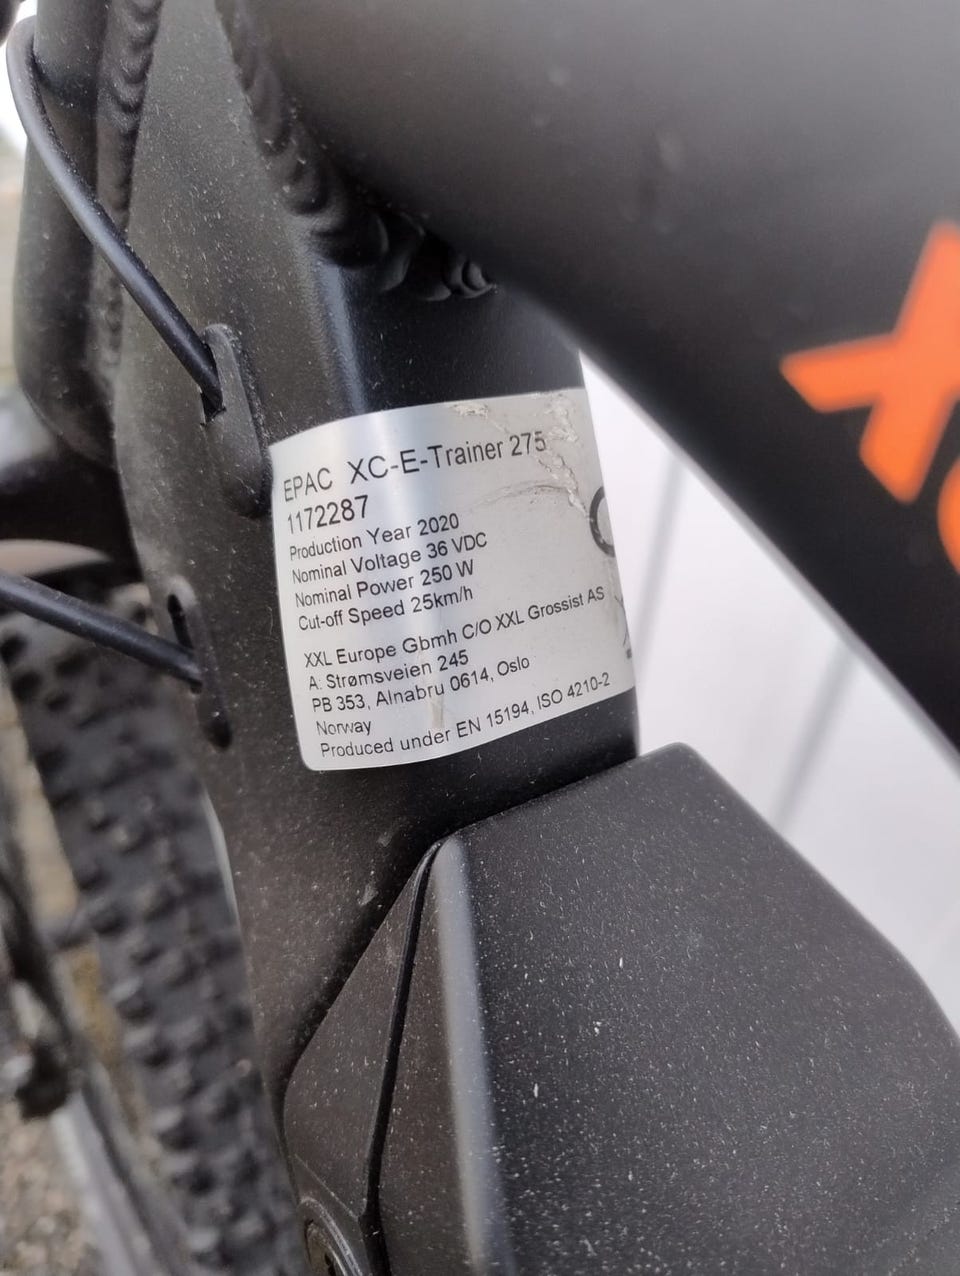 EPAC XC-E-Trainer 275
1172287
Production Year 2020
Nominal Voltage 36 VDC
Nominal Power 250 W
Cut-off Speed 25km/h
XXL Europe Gbmh C/O XXL Grossist AS
A: Strømsveien 245
PB 353, Alnabru 0614, Oslo
Norway
Produced under EN 15194, ISO 4210-2